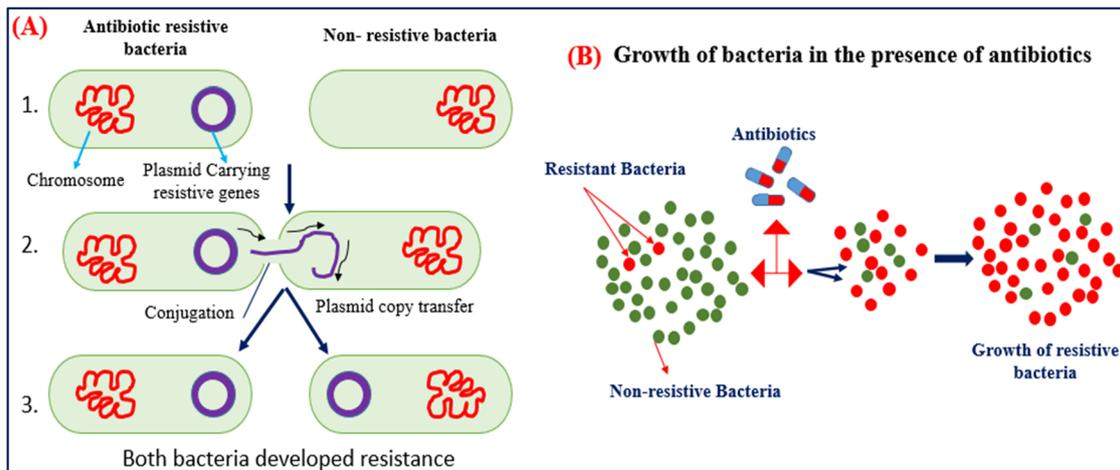 (A)
Antibiotic resistive
bacteria
Non- resistive bacteria
1.
Chromosome
Plasmid Carrying
resistive genes
2.
Conjugation
Plasmid copy transfer
3.
Both bacteria developed resistance
(B) Growth of bacteria in the presence of antibiotics
Antibiotics
Resistant Bacteria
Non-resistive Bacteria
Growth of resistive
bacteria